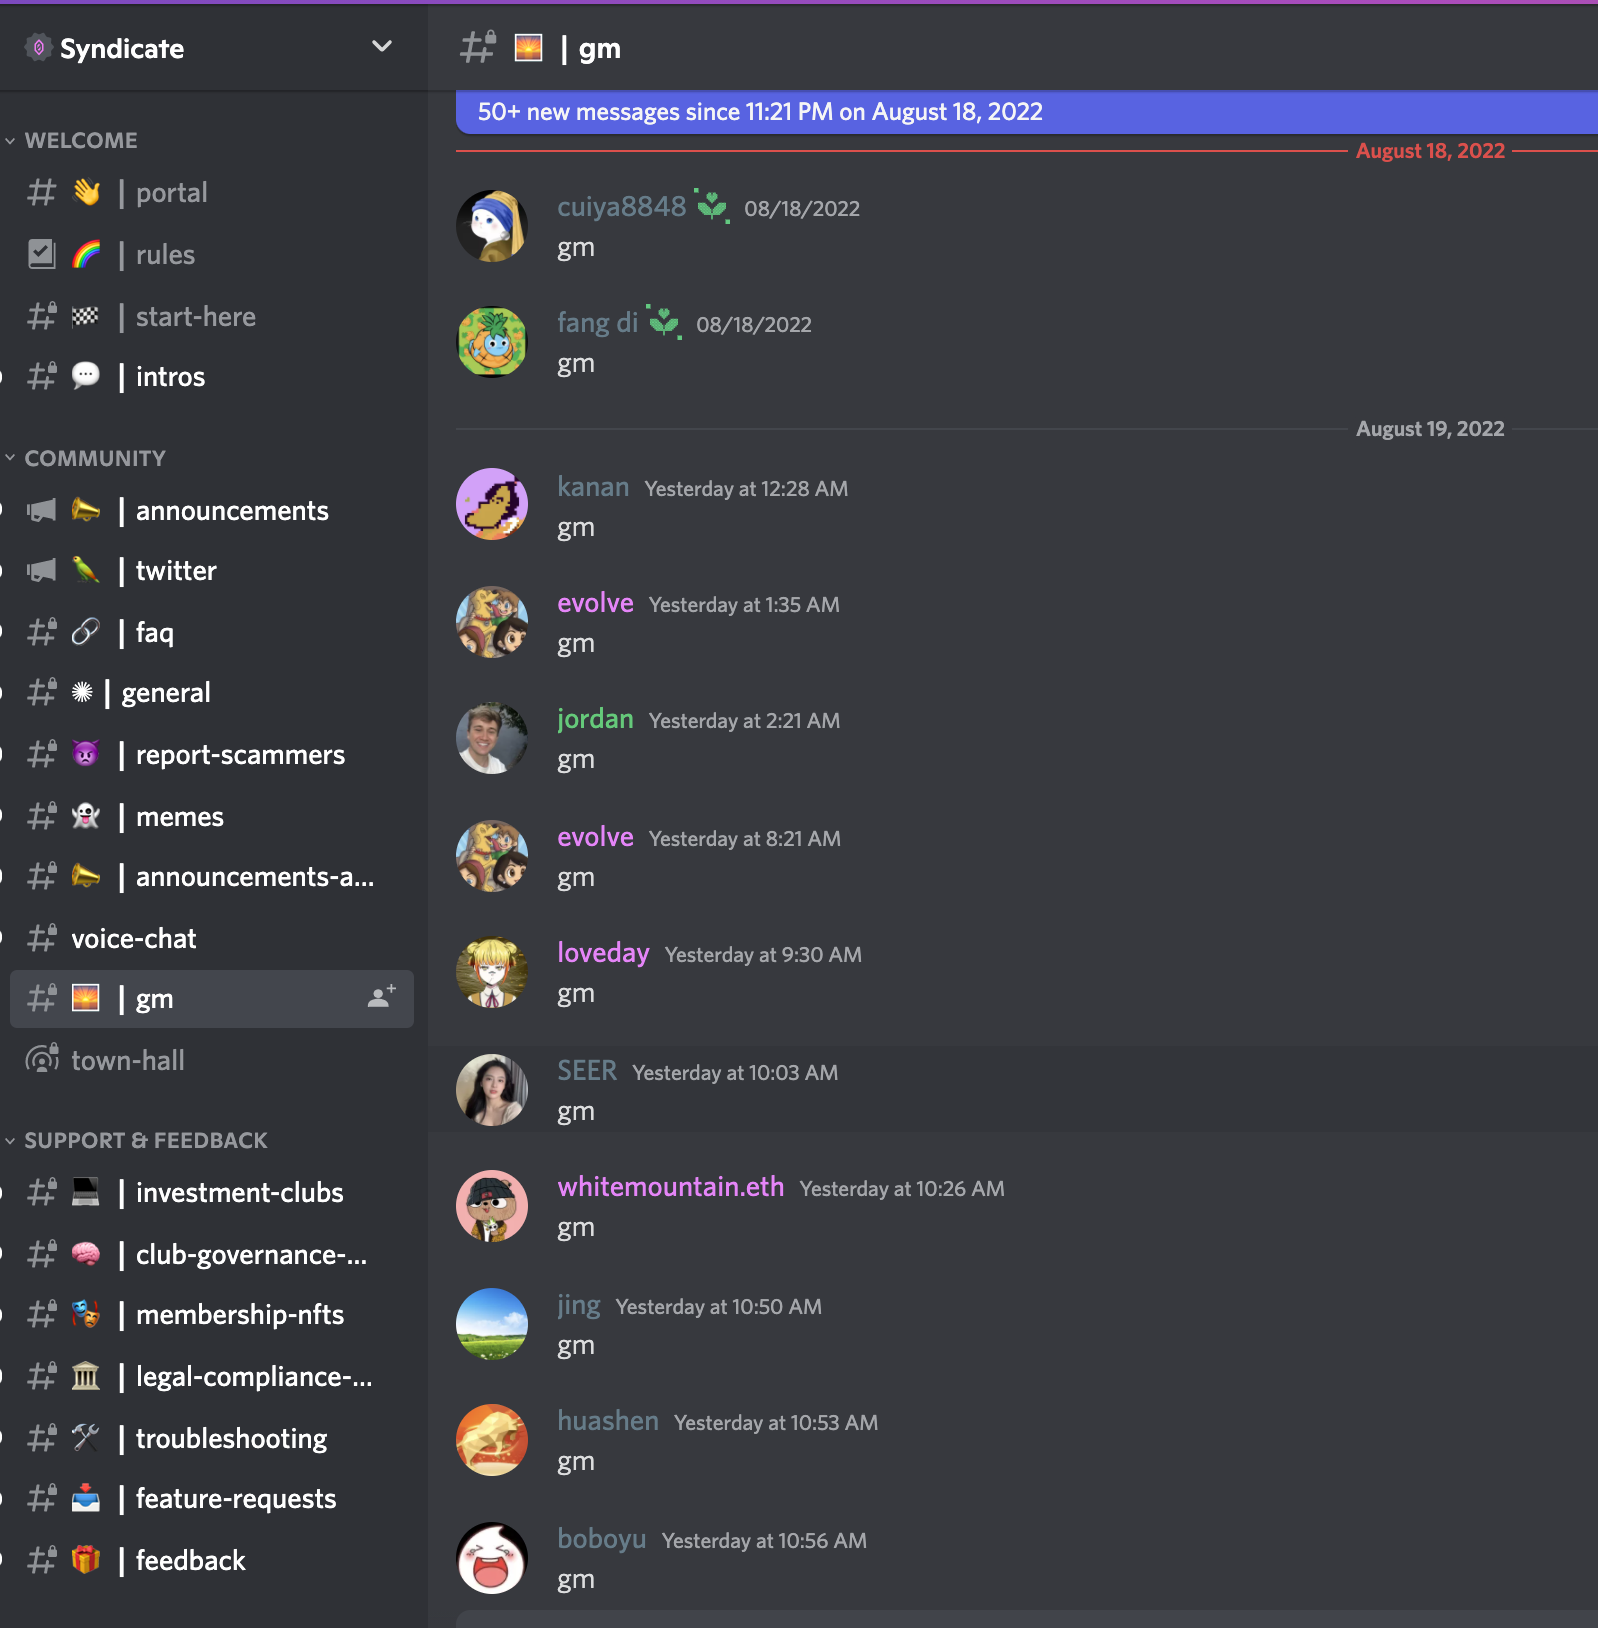 Syndicate
WELCOME
| portal
| rules
| start-here
| intros
COMMUNITY
| announcements
| twitter
| faq
| general
| report-scammers
| memes
| announcements-a...
voice-chat
| gm
town-hall
SUPPORT & FEEDBACK
| investment-clubs
| club-governance-...
| membership-nfts
| legal-compliance-...
| troubleshooting
| feature-requests
| feedback
| gm
50+ new messages since 11:21 PM on August 18, 2022
August 18, 2022
cuiya8848 08/18/2022
gm
fang di 08/18/2022
gm
August 19, 2022
kanan Yesterday at 12:28 AM
gm
evolve Yesterday at 1:35 AM
gm
jordan Yesterday at 2:21 AM
gm
evolve Yesterday at 8:21 AM
gm
loveday Yesterday at 9:30 AM
gm
SEER Yesterday at 10:03 AM
gm
whitemountain.eth Yesterday at 10:26 AM
gm
jing Yesterday at 10:50 AM
gm
huashen Yesterday at 10:53 AM
gm
boboyu Yesterday at 10:56 AM
gm